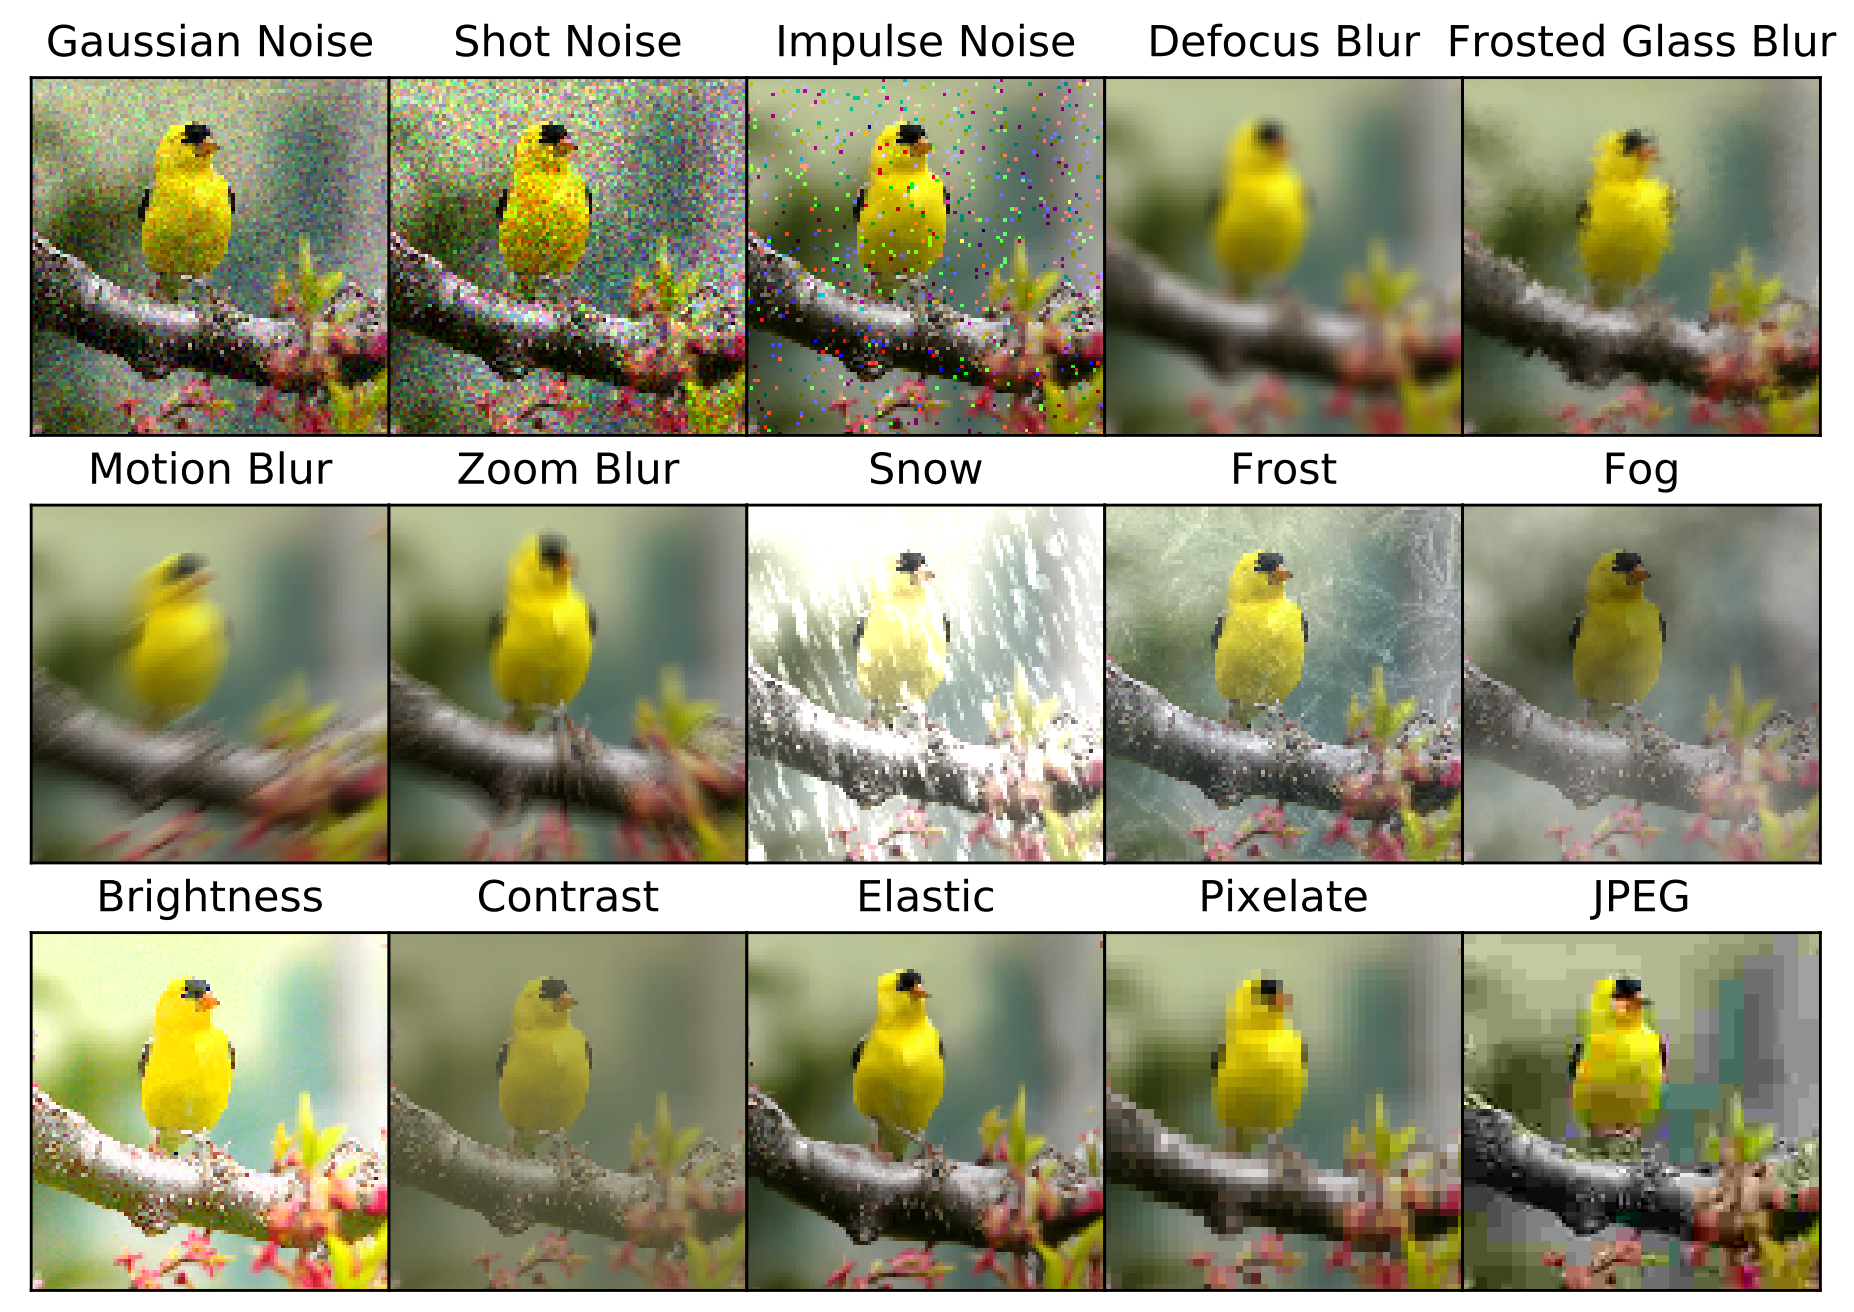 Gaussian Noise Shot Noise Impulse Noise Defocus Blur Frosted Glass Blur
Motion Blur Zoom Blur Snow Frost Fog
Brightness Contrast Elastic Pixelate JPEG